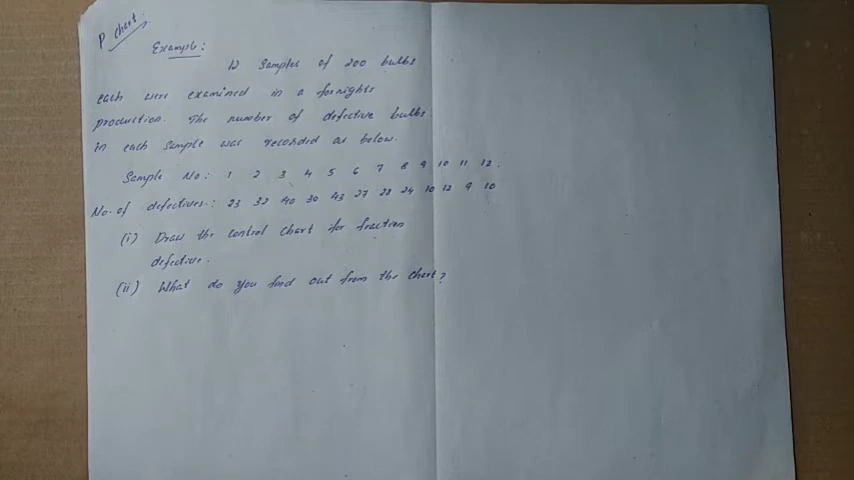 P chart
Example:
12 Samples of 200 bulbs
each were examined in a fornights
production. The number of defective bulbs
in each sample was recorded as below.
Sample No: 1 2 3 4 5 6 7 8 9 10 11 12.
No. of defectives: 23 32 40 30 43 27 22 24 10 12 9 10
(i) Draw the control chart for fraction
defective.
(ii) What do you find out from the chart?